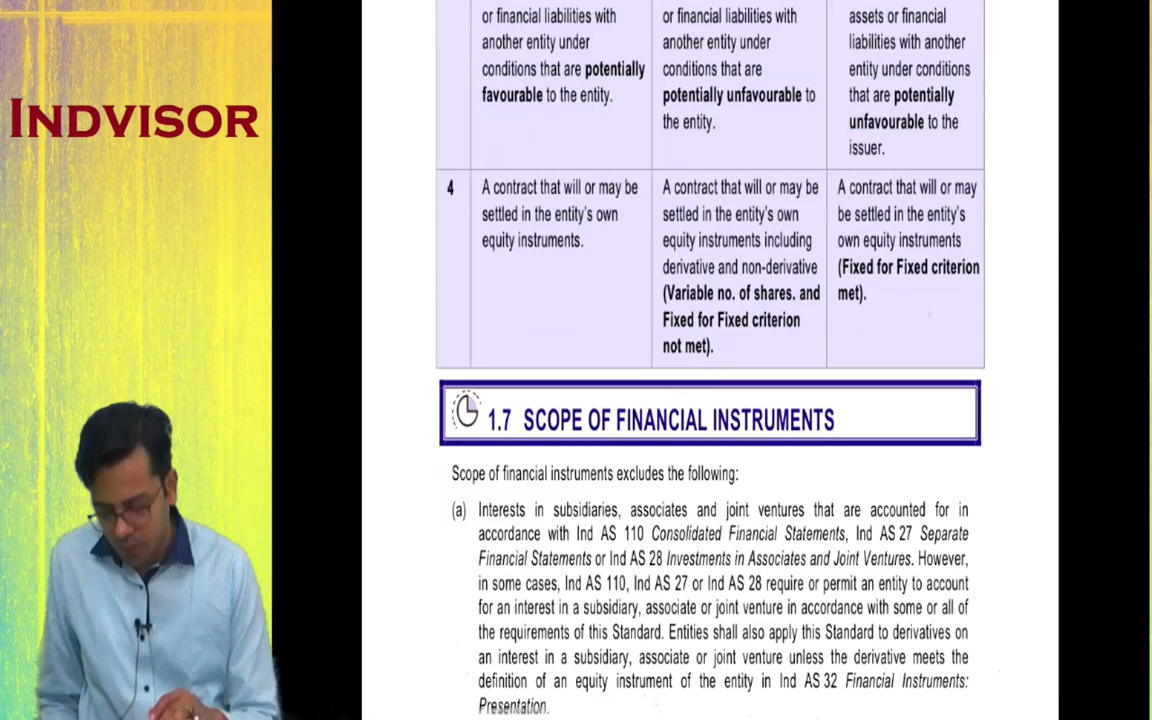 INDVISOR
or financial liabilities with
another entity under
conditions that are potentially
favourable to the entity.
or financial liabilities with
another entity under
conditions that are
potentially unfavourable to
the entity.
assets or financial
liabilities with another
entity under conditions
that are potentially
unfavourable to the
issuer.
4
A contract that will or may be
settled in the entity's own
equity instruments.
A contract that will or may be
settled in the entity's own
equity instruments including
derivative and non-derivative
(Variable no. of shares. and
Fixed for Fixed criterion
not met).
A contract that will or may
be settled in the entity's
own equity instruments
(Fixed for Fixed criterion
met).
1.7 SCOPE OF FINANCIAL INSTRUMENTS
Scope of financial instruments excludes the following:
(a) Interests in subsidiaries, associates and joint ventures that are accounted for in
accordance with Ind AS 110 Consolidated Financial Statements, Ind AS 27 Separate
Financial Statements or Ind AS 28 Investments in Associates and Joint Ventures. However,
in some cases, Ind AS 110, Ind AS 27 or Ind AS 28 require or permit an entity to account
for an interest in a subsidiary, associate or joint venture in accordance with some or all of
the requirements of this Standard. Entities shall also apply this Standard to derivatives on
an interest in a subsidiary, associate or joint venture unless the derivative meets the
definition of an equity instrument of the entity in Ind AS 32 Financial Instruments:
Presentation.